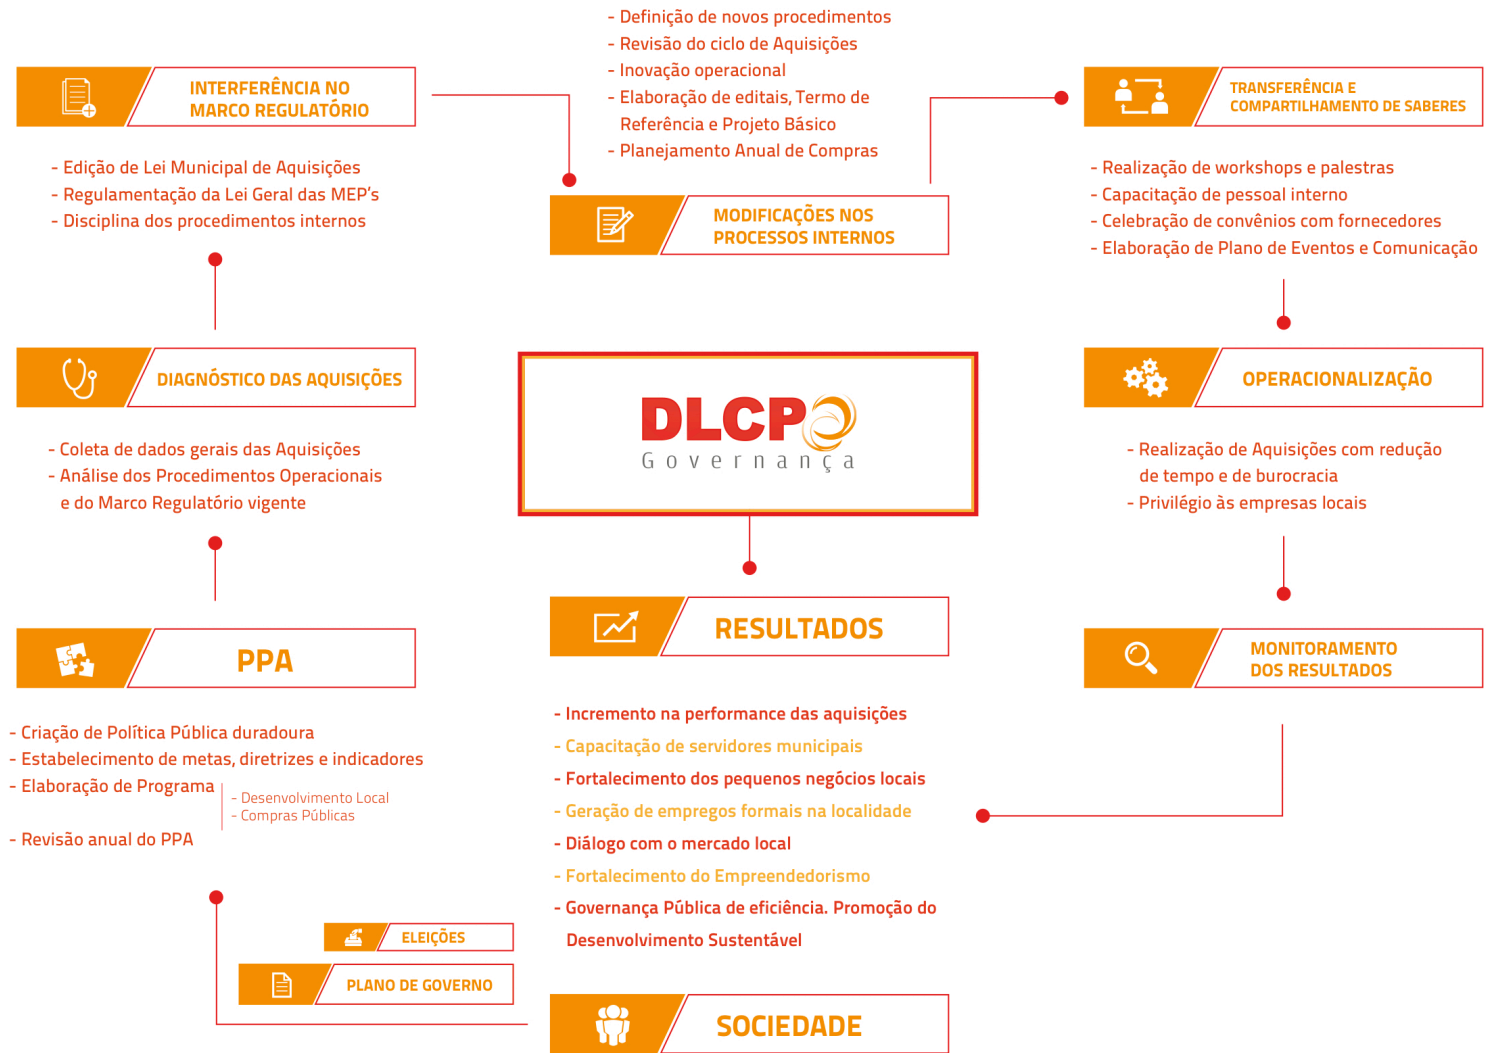 - Definição de novos procedimentos
- Revisão do ciclo de Aquisições
- Inovação operacional
- Elaboração de editais, Termo de
Referência e Projeto Básico
- Planejamento Anual de Compras
INTERFERÊNCIA NO
MARCO REGULATÓRIO
- Edição de Lei Municipal de Aquisições
- Regulamentação da Lei Geral das MEP's
- Disciplina dos procedimentos internos
MODIFICAÇÕES NOS
PROCESSOS INTERNOS
TRANSFERÊNCIA E
COMPARTILHAMENTO DE SABERES
- Realização de workshops e palestras
- Capacitação de pessoal interno
- Celebração de convênios com fornecedores
- Elaboração de Plano de Eventos e Comunicação
DIAGNÓSTICO DAS AQUISIÇÕES
- Coleta de dados gerais das Aquisições
- Análise dos Procedimentos Operacionais
e do Marco Regulatório vigente
DLCP
Governança
OPERACIONALIZAÇÃO
- Realização de Aquisições com redução
de tempo e de burocracia
- Privilégio às empresas locais
PPA
- Criação de Política Pública duradoura
- Estabelecimento de metas, diretrizes e indicadores
- Elaboração de Programa
- Desenvolvimento Local
- Compras Públicas
- Revisão anual do PPA
RESULTADOS
- Incremento na performance das aquisições
- Capacitação de servidores municipais
- Fortalecimento dos pequenos negócios locais
- Geração de empregos formais na localidade
- Diálogo com o mercado local
- Fortalecimento do Empreendedorismo
- Governança Pública de eficiência. Promoção do
Desenvolvimento Sustentável
MONITORAMENTO
DOS RESULTADOS
ELEIÇÕES
PLANO DE GOVERNO
SOCIEDADE